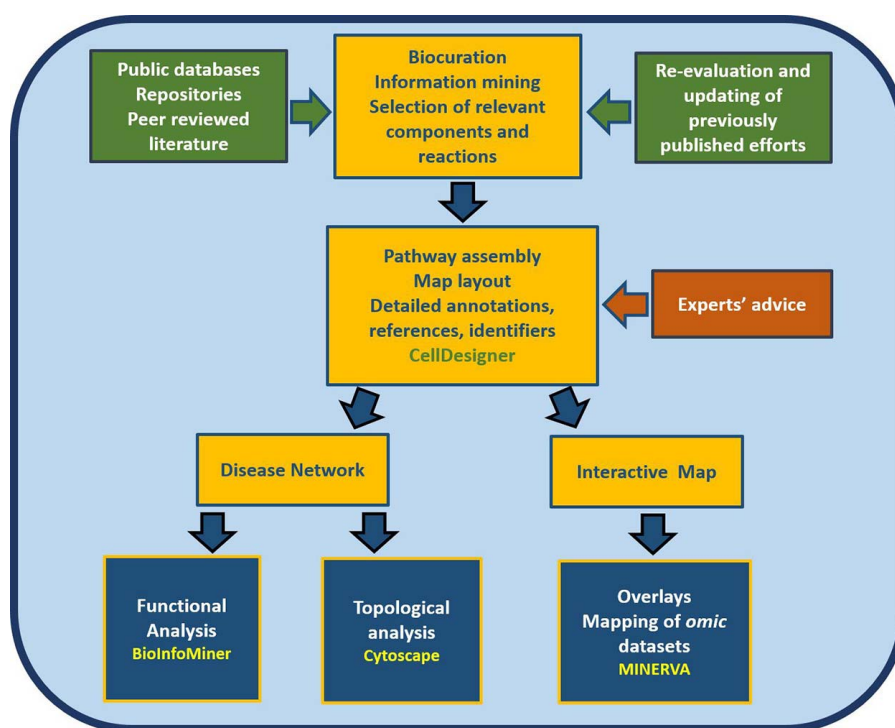 Public databases
Repositories
Peer reviewed
literature
Biocuration
Information mining
Selection of relevant
components and
reactions
Re-evaluation and
updating of
previously
published efforts
Pathway assembly
Map layout
Detailed annotations,
references, identifiers
CellDesigner
Experts' advice
Disease Network
Interactive Map
Functional
Analysis
BioInfoMiner
Topological
analysis
Cytoscape
Overlays
Mapping of omic
datasets
MINERVA